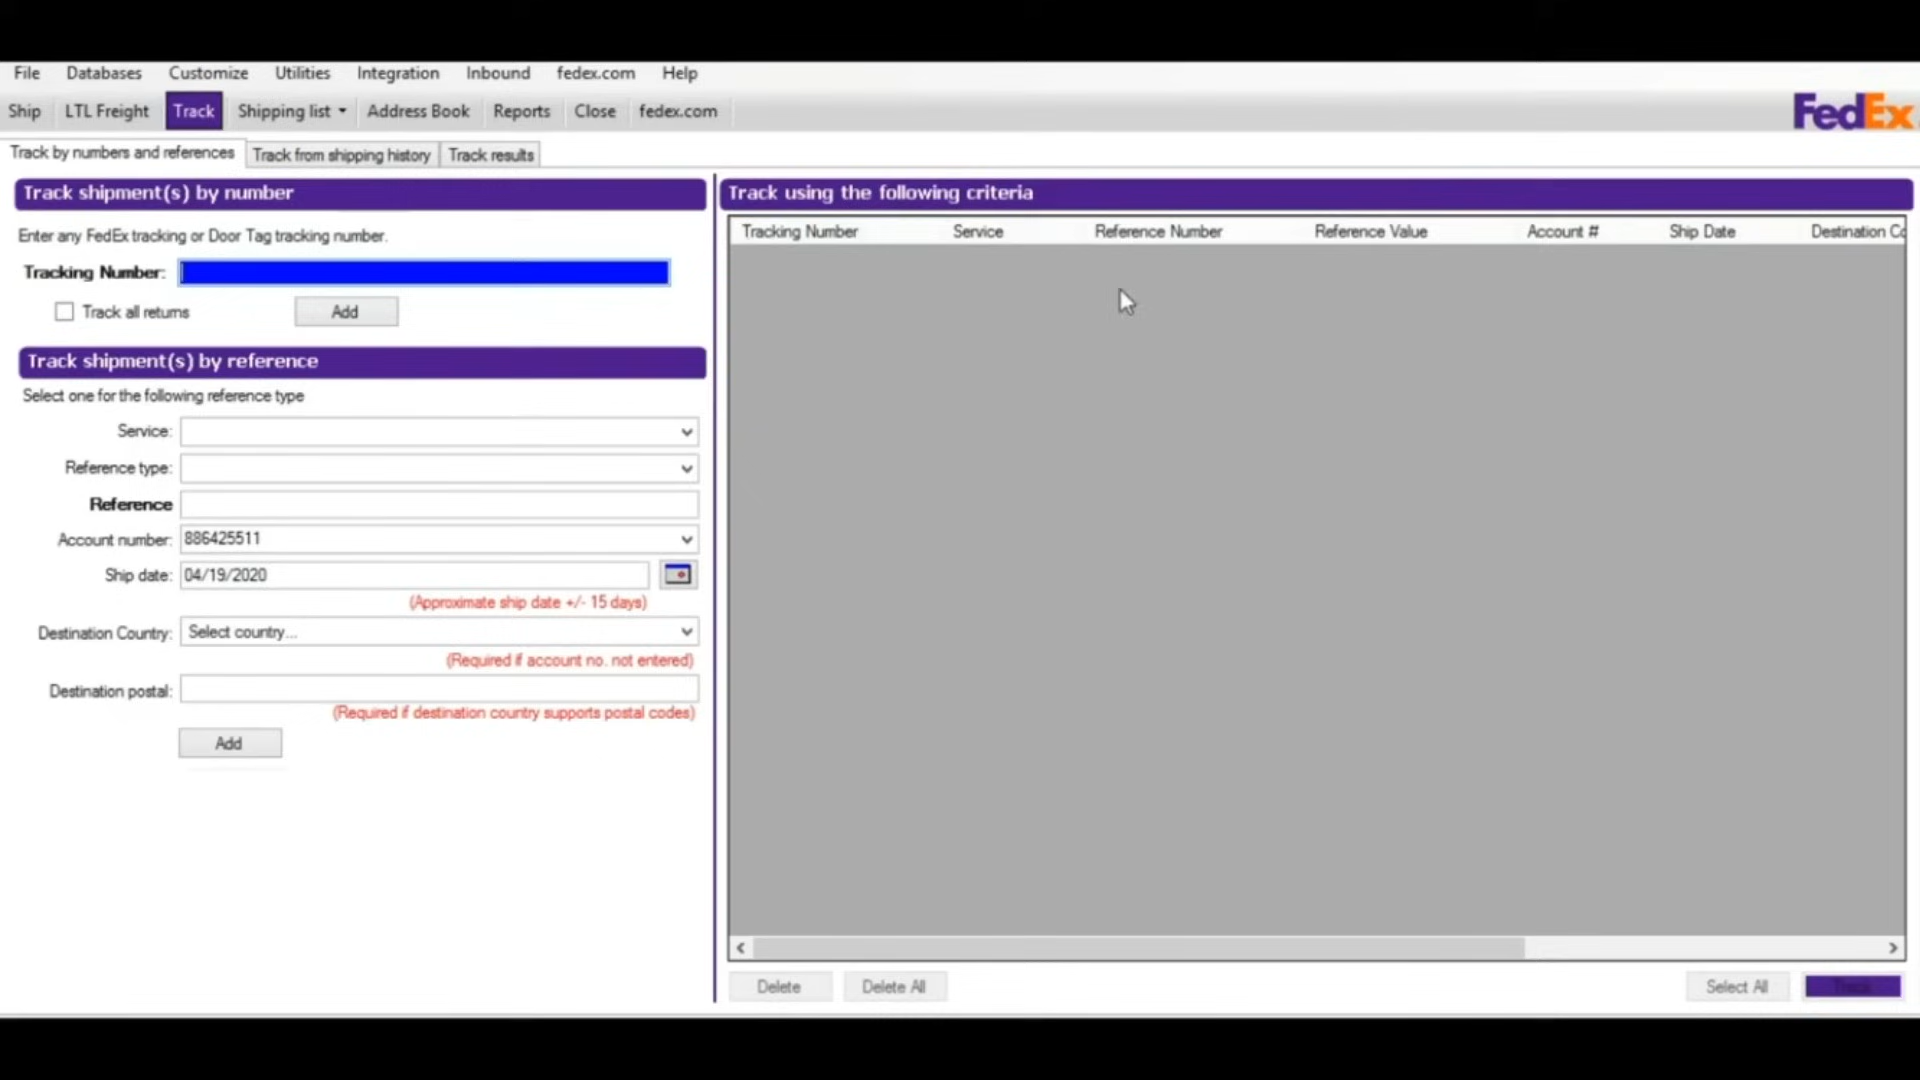 File Databases Customize Utilities Integration Inbound fedex.com Help
Ship LTL Freight Track Shipping list Address Book Reports Close fedex.com FedEx
Track by numbers and references Track from shipping history Track results
Track shipment(s) by number
Enter any FedEx tracking or Door Tag tracking number.
Tracking Number:
Track all returns Add
Track shipment(s) by reference
Select one for the following reference type
Service:
Reference type:
Reference
Account number: 886425511
Ship date: 04/19/2020
(Approximate ship date +/- 15 days)
Destination Country: Select country...
(Required if account no. not entered)
Destination postal:
(Required if destination country supports postal codes)
Add
Track using the following criteria
Tracking Number Service Reference Number Reference Value Account # Ship Date Destination Co
Delete Delete All Select All